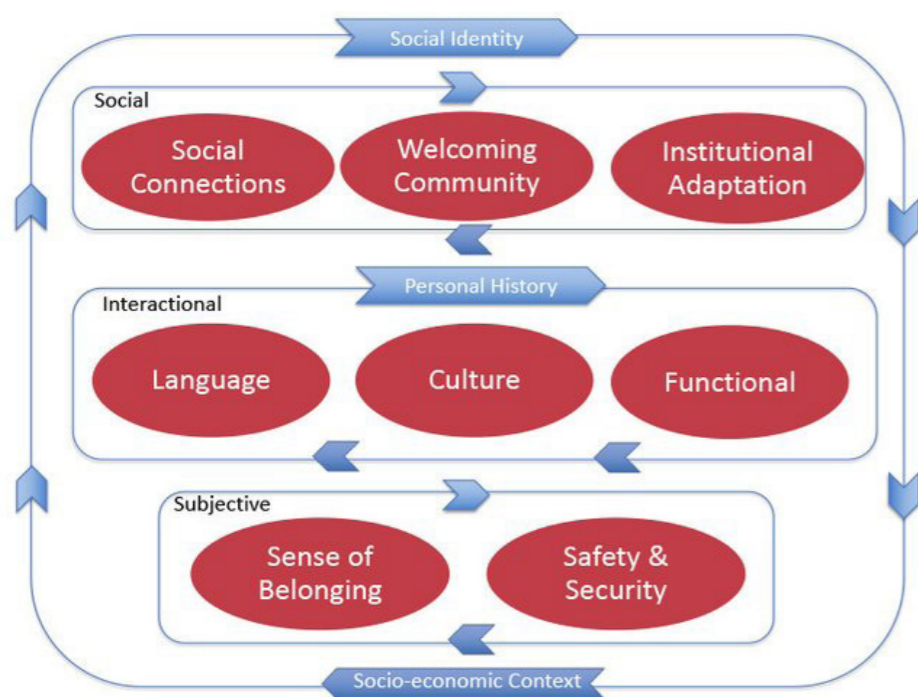 Social Identity
Social
Social
Connections
Welcoming
Community
Institutional
Adaptation
Personal History
Interactional
Language
Culture
Functional
Subjective
Sense of
Belonging
Safety &
Security
Socio-economic Context